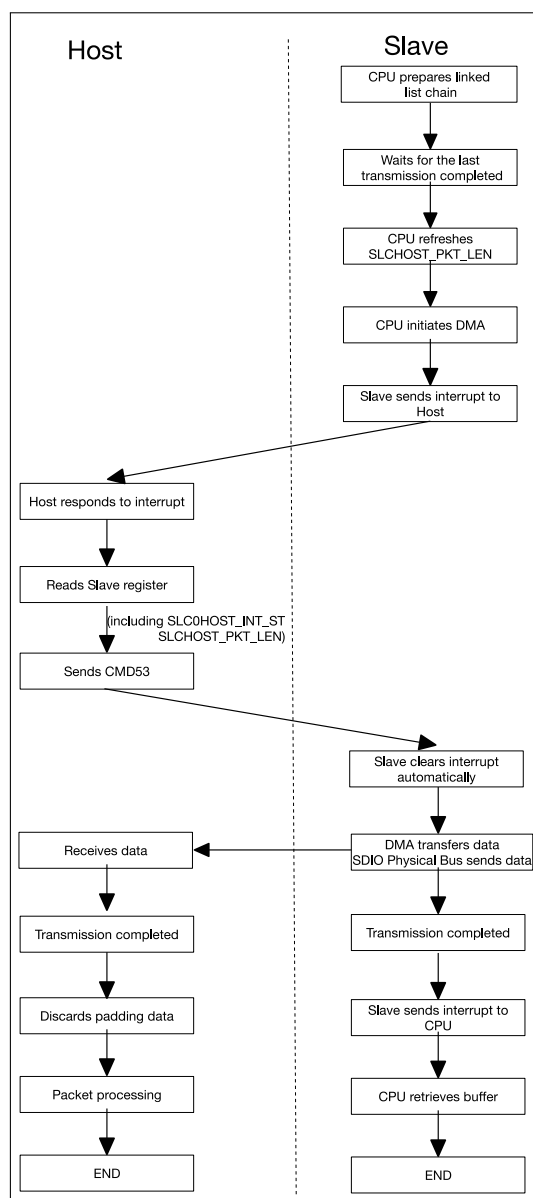 Host
Slave
CPU prepares linked
list chain
Waits for the last
transmission completed
CPU refreshes
SLCHOST_PKT_LEN
CPU initiates DMA
Slave sends interrupt to
Host
Host responds to interrupt
Reads Slave register
(including SLC0HOST_INT_ST
SLCHOST_PKT_LEN)
Sends CMD53
Slave clears interrupt
automatically
Receives data
DMA transfers data
SDIO Physical Bus sends data
Transmission completed
Transmission completed
Discards padding data
Slave sends interrupt to
CPU
Packet processing
CPU retrieves buffer
END
END